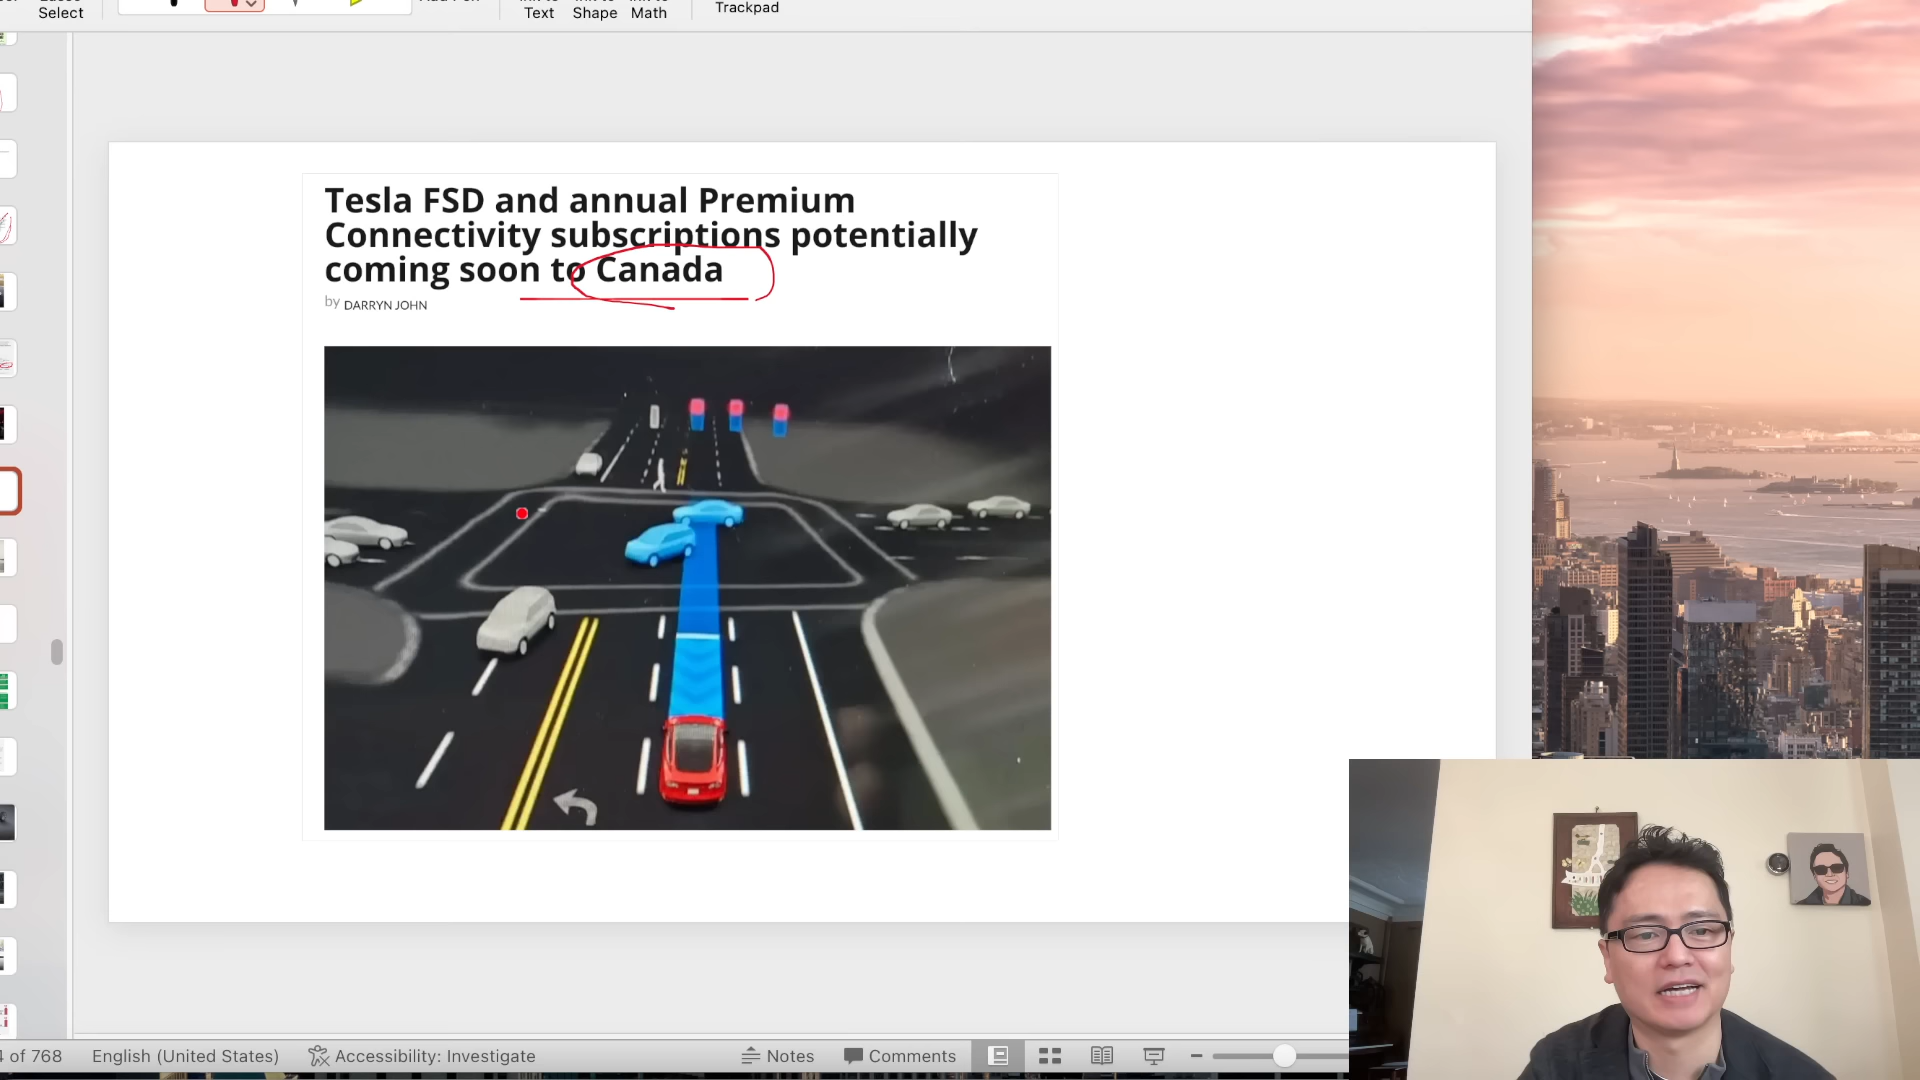 Select
Text
Shape
Math
Trackpad
Tesla FSD and annual Premium
Connectivity subscriptions potentially
coming soon to Canada
by DARRYN JOHN
of 768
English (United States)
Accessibility: Investigate
Notes
Comments